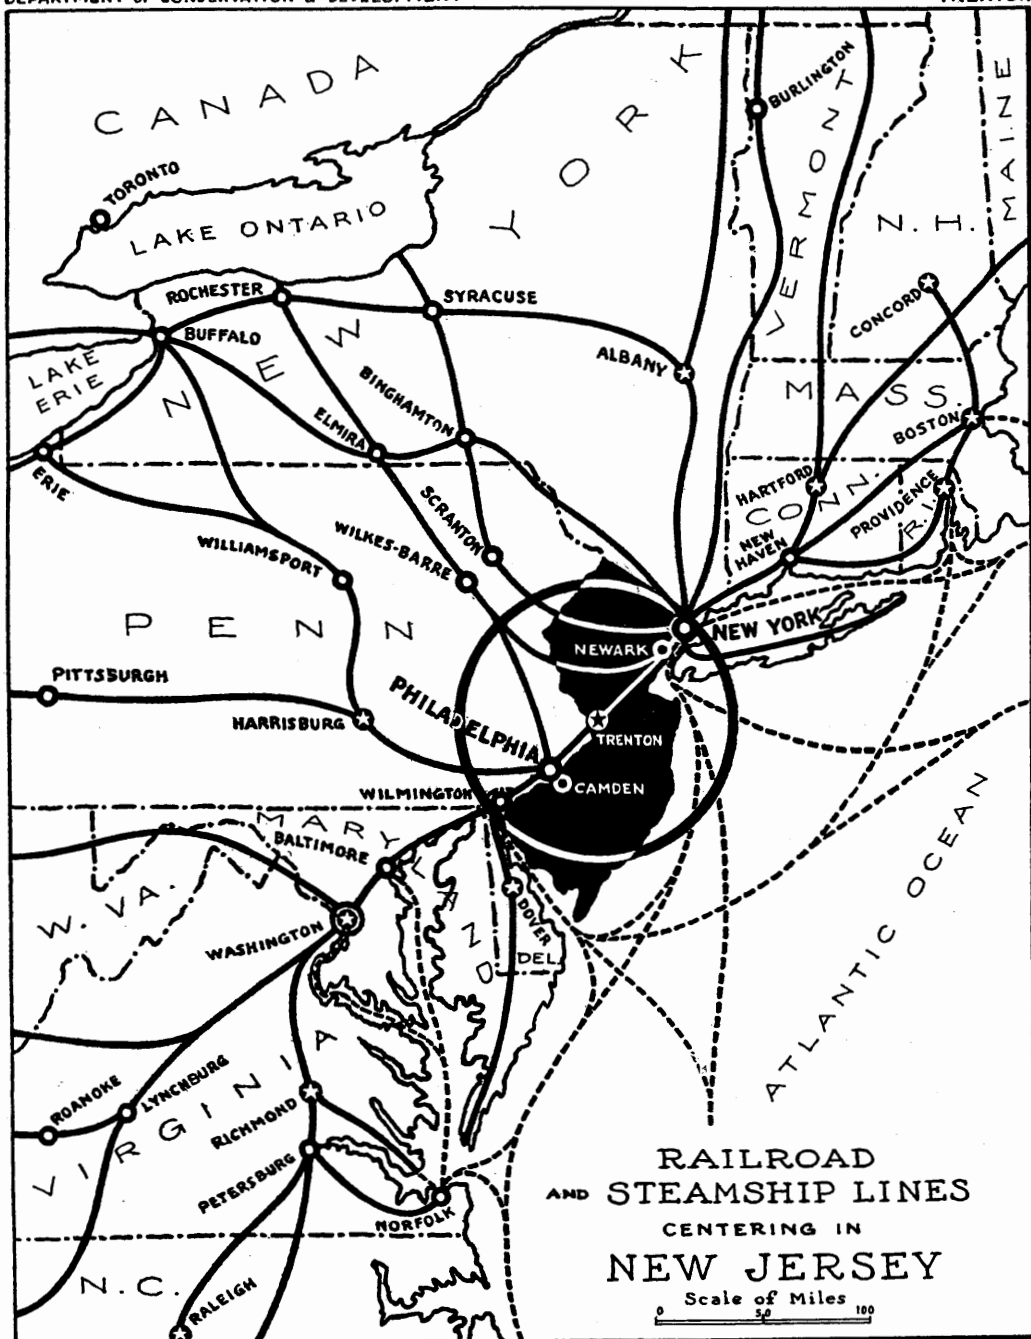 DEPARTMENT OF CONSERVATION & DEVELOPMENT
TRENTON
CANADA
YORK
BURLINGTON
VERMONT
MAINE
TORONTO
LAKE ONTARIO
N.H.
ROCHESTER
SYRACUSE
CONCORD
BUFFALO
NEW
ALBANY
LAKE
ERIE
BINGHAMTON
MASS.
ELMIRA
BOSTON
ERIE
SCRANTON
HARTFORD
CONN.
PROVIDENCE
R.I.
WILLIAMSPORT
WILKES-BARRE
NEW
HAVEN
PENN
NEW YORK
NEWARK
PITTSBURGH
PHILADELPHIA
HARRISBURG
TRENTON
WILMINGTON
CAMDEN
MARYLAND
BALTIMORE
W. VA.
WASHINGTON
DOVER
DEL.
ATLANTIC OCEAN
VIRGINIA
ROANOKE
LYNCHBURG
RICHMOND
PETERSBURG
NORFOLK
N.C.
RALEIGH
RAILROAD
AND STEAMSHIP LINES
CENTERING IN
NEW JERSEY
Scale of Miles
0 50 100